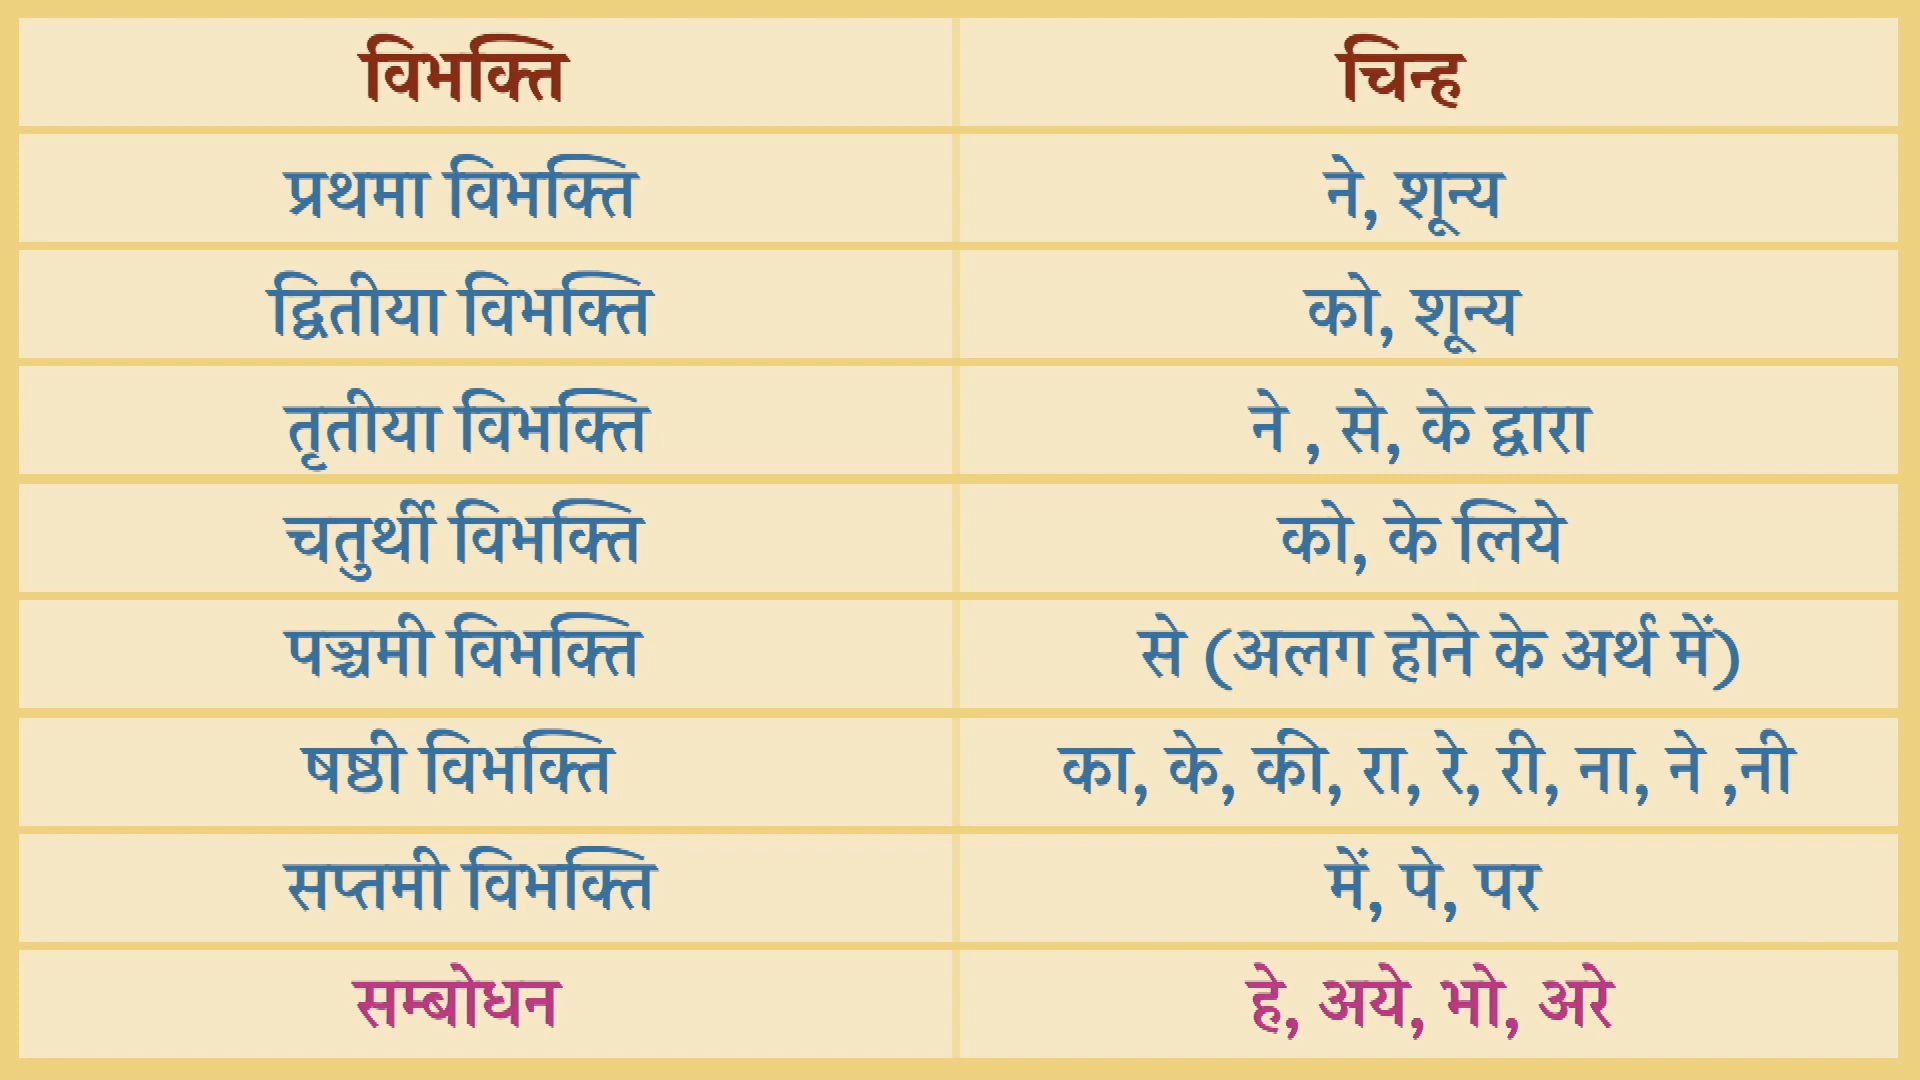 विभक्ति चिन्ह
प्रथमा विभक्ति ने, शून्य
द्वितीया विभक्ति को, शून्य
तृतीया विभक्ति ने , से, के द्वारा
चतुर्थी विभक्ति को, के लिये
पञ्चमी विभक्ति से (अलग होने के अर्थ में)
षष्ठी विभक्ति का, के, की, रा, रे, री, ना, ने ,नी
सप्तमी विभक्ति में, पे, पर
सम्बोधन हे, अये, भो, अरे